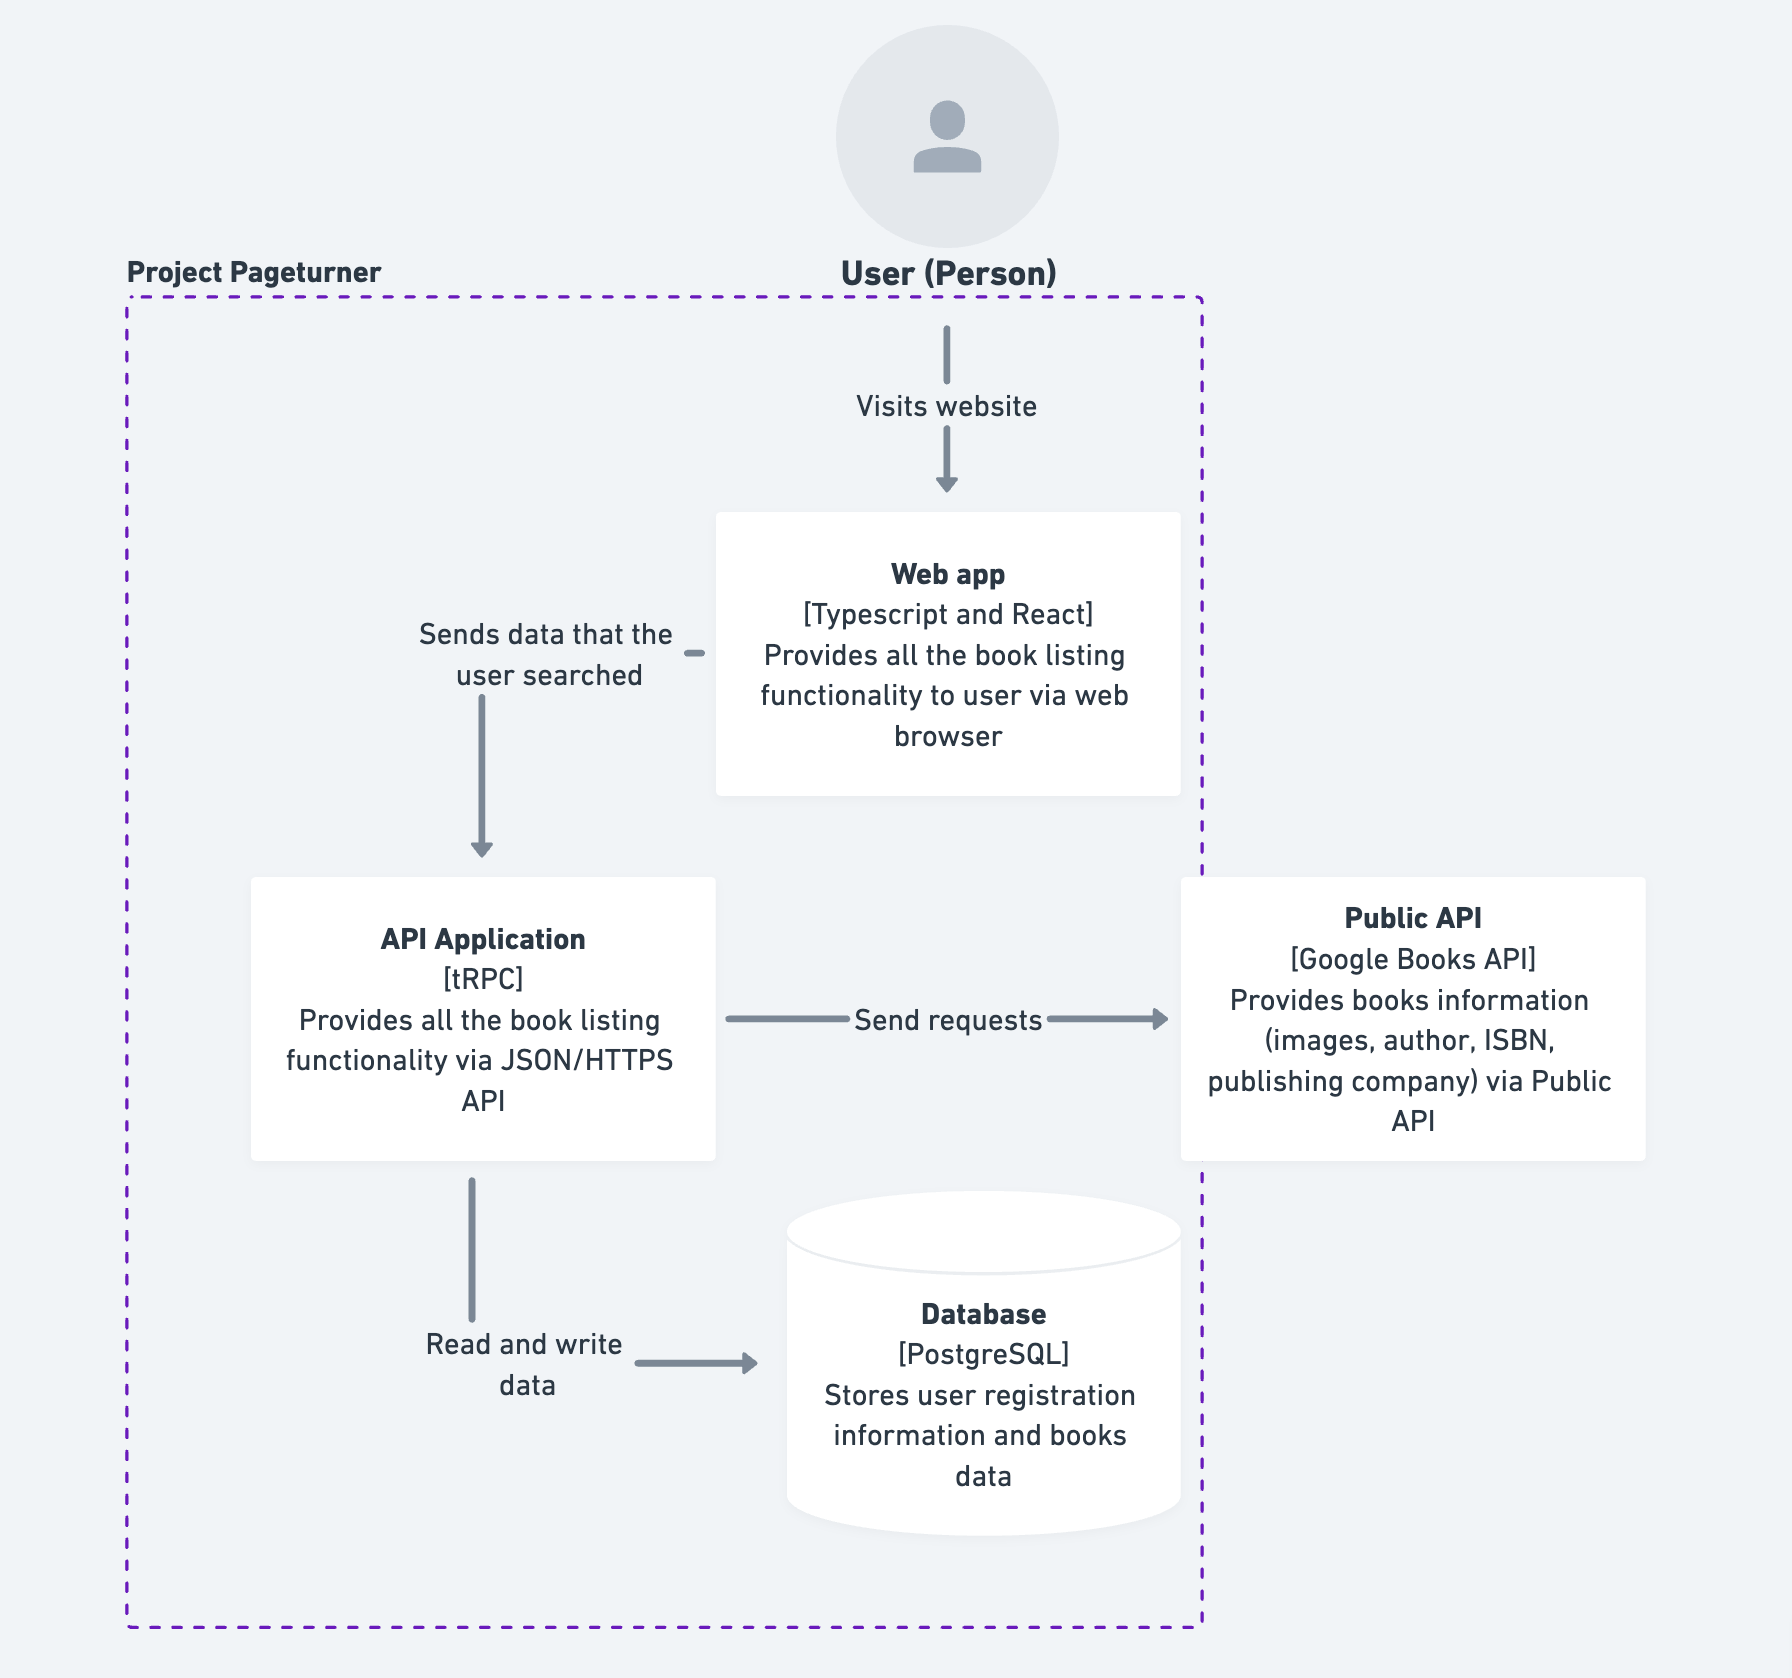 User (Person)
Project Pageturner
Visits website
Web app
[Typescript and React]
Provides all the book listing
functionality to user via web
browser
Sends data that the
user searched
API Application
[tRPC]
Provides all the book listing
functionality via JSON/HTTPS
API
Send requests
Public API
[Google Books API]
Provides books information
(images, author, ISBN,
publishing company) via Public
API
Read and write
data
Database
[PostgreSQL]
Stores user registration
information and books
data